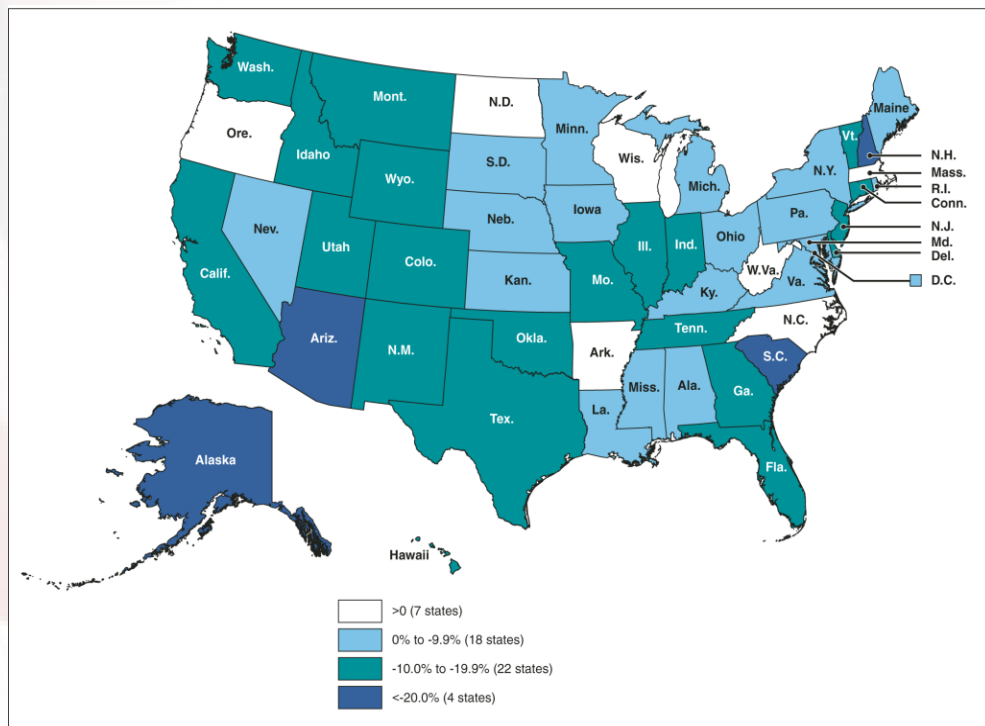 Wash.
Mont.
N.D.
Minn.
Maine
Vt.
Ore.
Idaho
S.D.
Wis.
Mich.
N.Y.
N.H.
Mass.
R.I.
Conn.
Wyo.
Neb.
Iowa
Pa.
N.J.
Md.
Del.
D.C.
Nev.
Utah
Colo.
Kan.
Ill.
Ind.
Ohio
W.Va.
Va.
Calif.
Mo.
Ky.
N.C.
Ariz.
N.M.
Okla.
Ark.
Tenn.
S.C.
Tex.
La.
Miss.
Ala.
Ga.
Fla.
Alaska
Hawaii
>0 (7 states)
0% to -9.9% (18 states)
-10.0% to -19.9% (22 states)
<-20.0% (4 states)